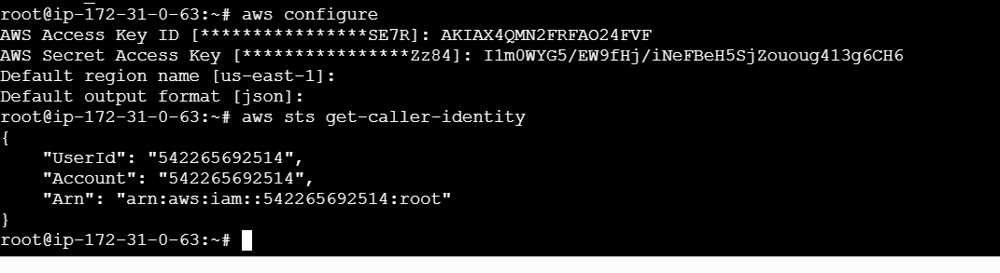 root@ip-172-31-0-63:~# aws configure
AWS Access Key ID [****************SE7R]: AKIAX4QMN2FRFAO24FVF
AWS Secret Access Key [****************Zz84]: 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
Default region name [us-east-1]:
Default output format [json]:
root@ip-172-31-0-63:~# aws sts get-caller-identity
{
    "UserId": "542265692514",
    "Account": "542265692514",
    "Arn": "arn:aws:iam::542265692514:root"
}
root@ip-172-31-0-63:~#